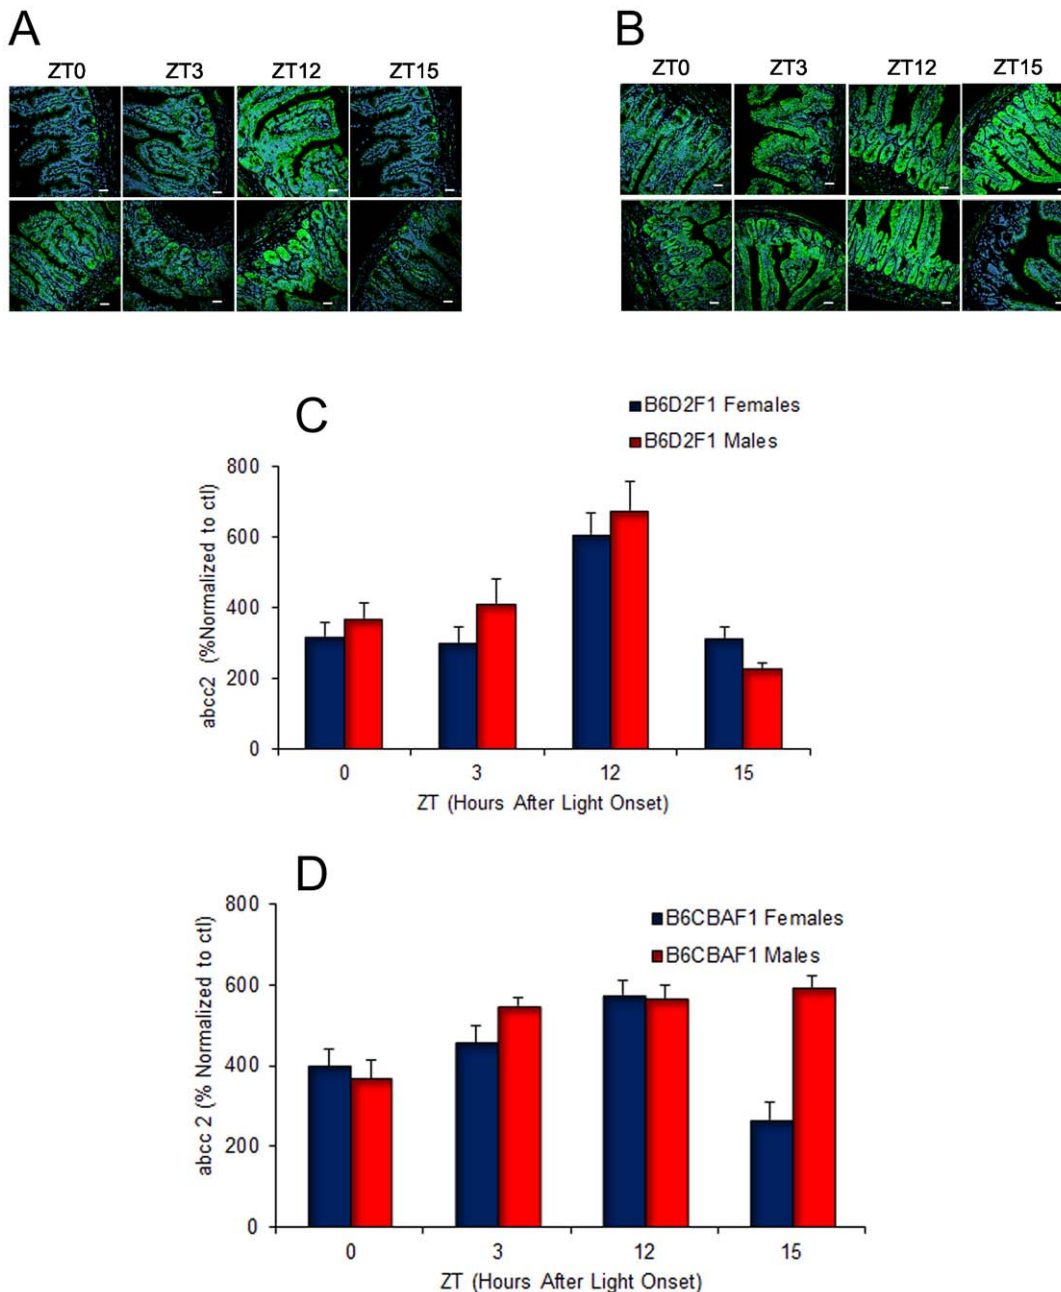 A
B
ZT0 ZT3 ZT12 ZT15
ZT0 ZT3 ZT12 ZT15
C
B6D2F1 Females
B6D2F1 Males
abcc2 (%Normalized to ctl)
800
600
400
200
0
0 3 12 15
ZT (Hours After Light Onset)
D
B6CBAF1 Females
B6CBAF1 Males
abcc 2 (% Normalized to ctl)
800
600
400
200
0
0 3 12 15
ZT (Hours After Light Onset)